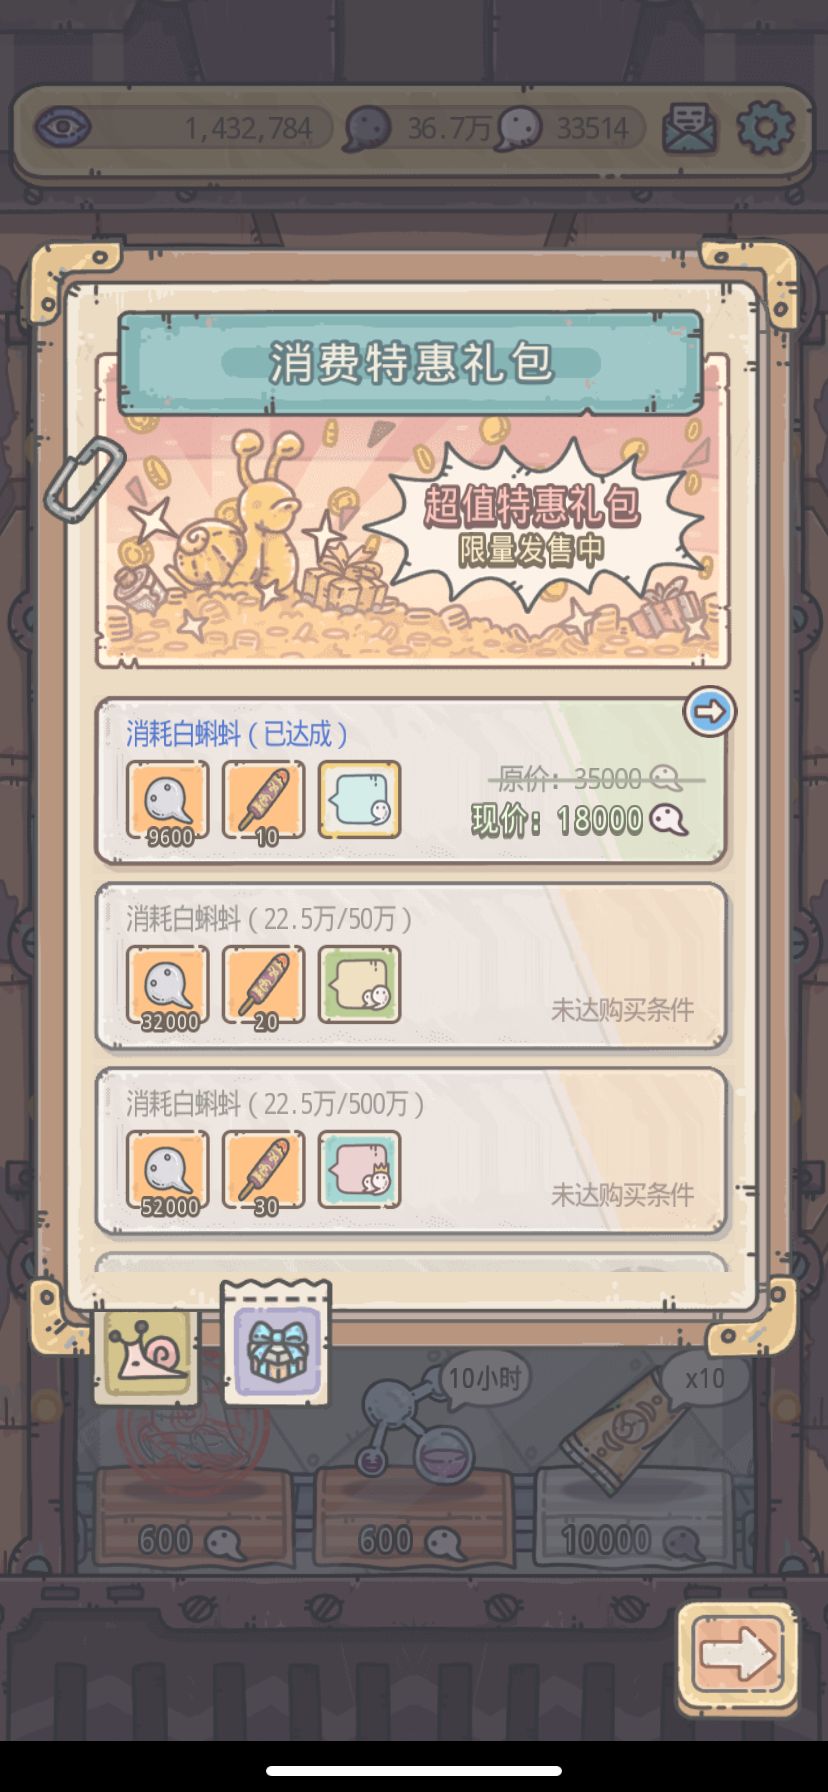 1,432,784
36.7万
33514
消费特惠礼包
超值特惠礼包
限量发售中
消耗白蝌蚪(已达成)
9600
10
原价: 35000
现价: 18000
消耗白蝌蚪(22.5万/50万)
32000
20
未达购买条件
消耗白蝌蚪(22.5万/500万)
52000
30
未达购买条件
10小时
x10
600
600
10000